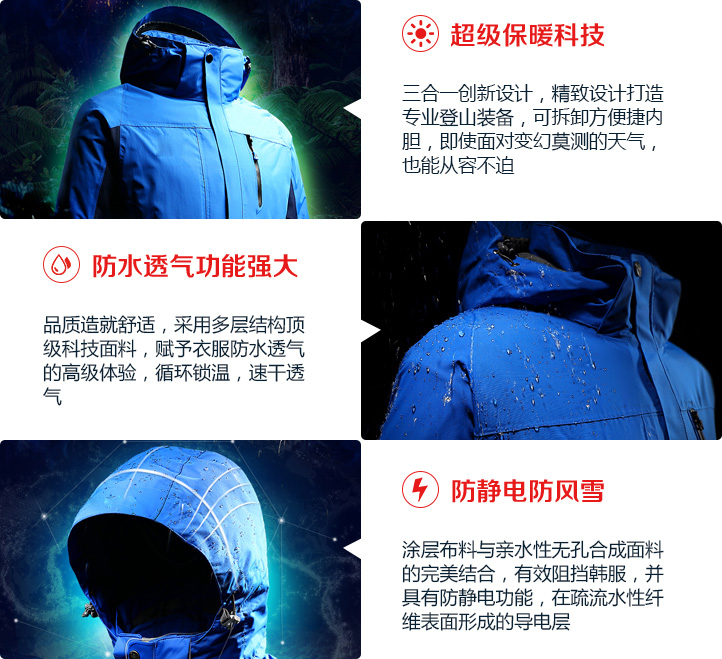 超级保暖科技
三合一创新设计，精致设计打造
专业登山装备，可拆卸方便捷内
胆，即使面对变幻莫测的天气，
也能从容不迫
防水透气功能强大
品质造就舒适，采用多层结构顶
级科技面料，赋予衣服防水透气
的高级体验，循环锁温，速干透
气
防静电防风雪
涂层布料与亲水性无孔合成面料
的完美结合，有效阻挡韩服，并
具有防静电功能，在疏流水性纤
维表面形成的导电层